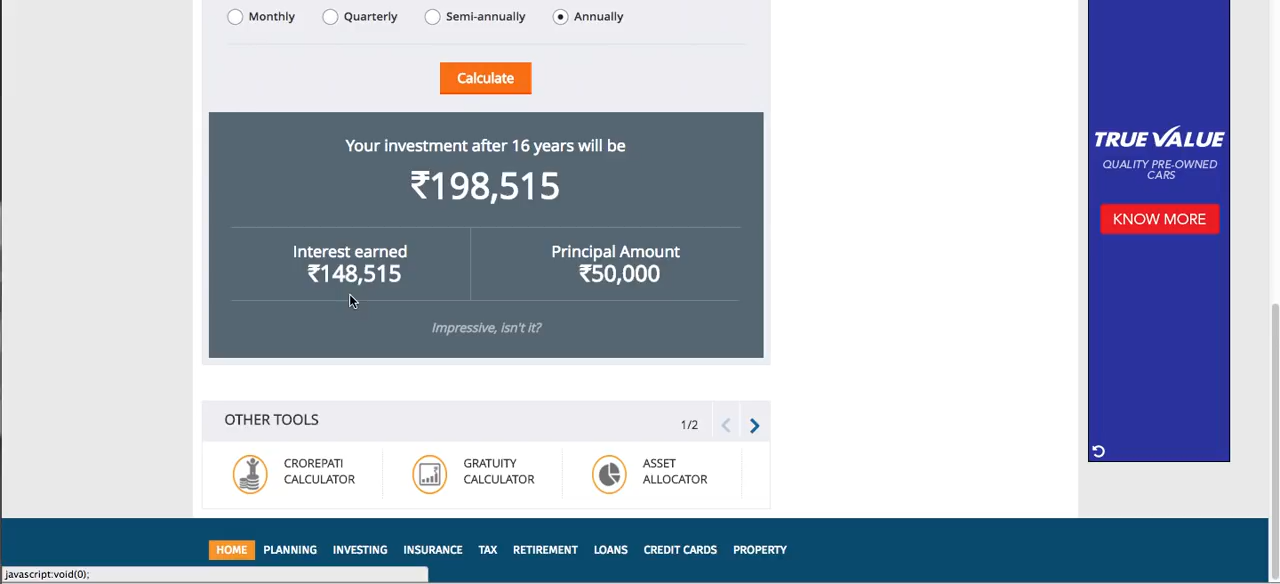 Monthly Quarterly Semi-annually Annually
Calculate
Your investment after 16 years will be
₹198,515
Interest earned
₹148,515
Principal Amount
₹50,000
Impressive, isn't it?
OTHER TOOLS
1/2
CROREPATI
CALCULATOR
GRATUITY
CALCULATOR
ASSET
ALLOCATOR
HOME PLANNING INVESTING INSURANCE TAX RETIREMENT LOANS CREDIT CARDS PROPERTY
javascript:void(0);
TRUE VALUE
QUALITY PRE-OWNED
CARS
KNOW MORE